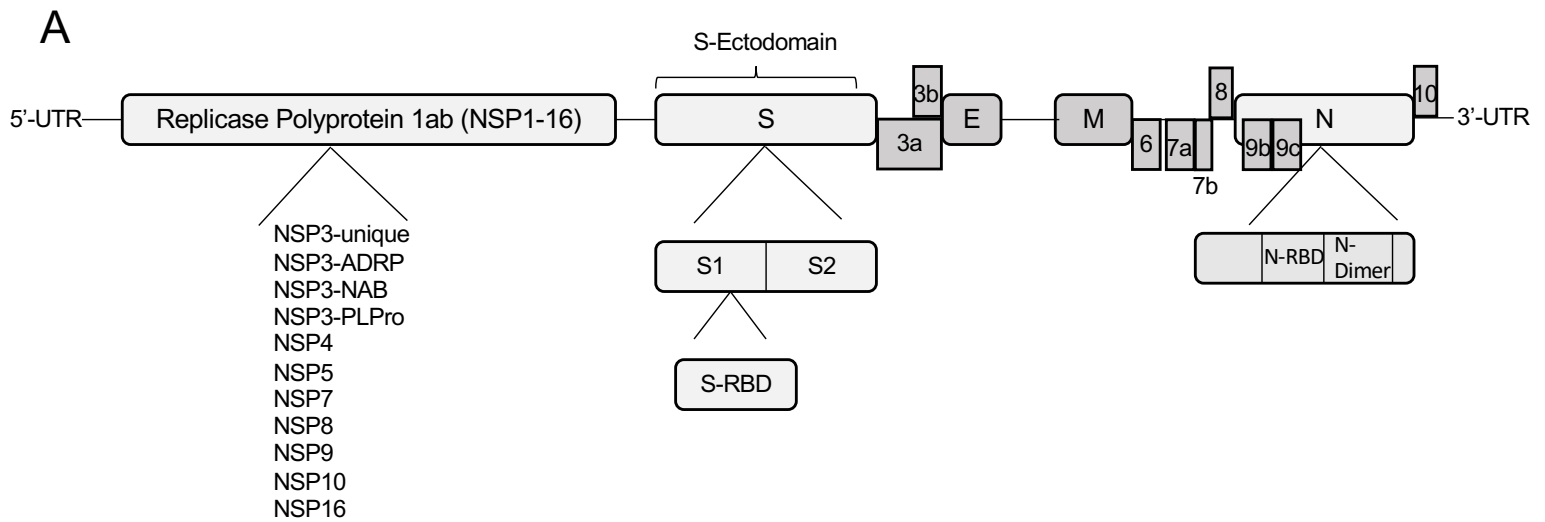 A
S-Ectodomain
5’-UTR
Replicase Polyprotein 1ab (NSP1-16)
S
3a
3b
E
M
6
7a
7b
8
N
9b
9c
10
3’-UTR
NSP3-unique
NSP3-ADRP
NSP3-NAB
NSP3-PLPro
NSP4
NSP5
NSP7
NSP8
NSP9
NSP10
NSP16
S1
S2
S-RBD
N-RBD
N-
Dimer